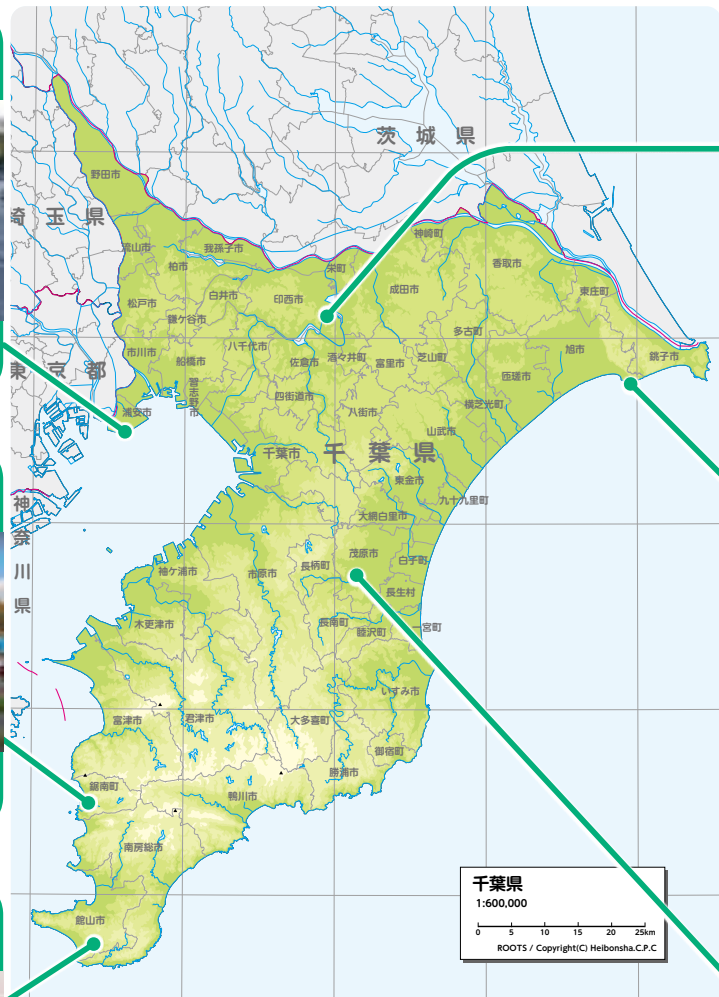 茨城県
野田市
埼玉県
流山市
我孫子市
柏市
栄町
神崎町
香取市
成田市
東庄町
松戸市
白井市
印西市
鎌ケ谷市
多古町
銚子市
市川市
八千代市
船橋市
佐倉市
酒々井町
富里市
芝山町
旭市
東京都
習志野市
四街道市
匝瑳市
浦安市
八街市
横芝光町
山武市
千葉市
千葉県
東金市
九十九里町
神奈川県
大網白里市
茂原市
白子町
袖ケ浦市
市原市
長柄町
長生村
木更津市
長南町
睦沢町
一宮町
いすみ市
富津市
君津市
大多喜町
御宿町
勝浦市
鋸南町
鴨川市
南房総市
館山市
千葉県
1:600,000
0 5 10 15 20 25km
ROOTS / Copyright(C) Heibonsha.C.P.C